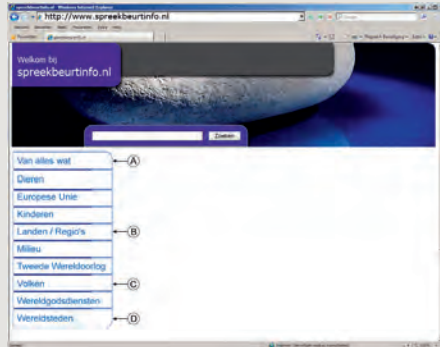 http://www.spreekbeurtinfo.nl
Welkom bij
spreekbeurtinfo.nl
Zoeken
Van alles wat
A
Dieren
Europese Unie
Kinderen
Landen / Regio's
B
Milieu
Tweede Wereldoorlog
Volken
C
Wereldgodsdiensten
Wereldsteden
D